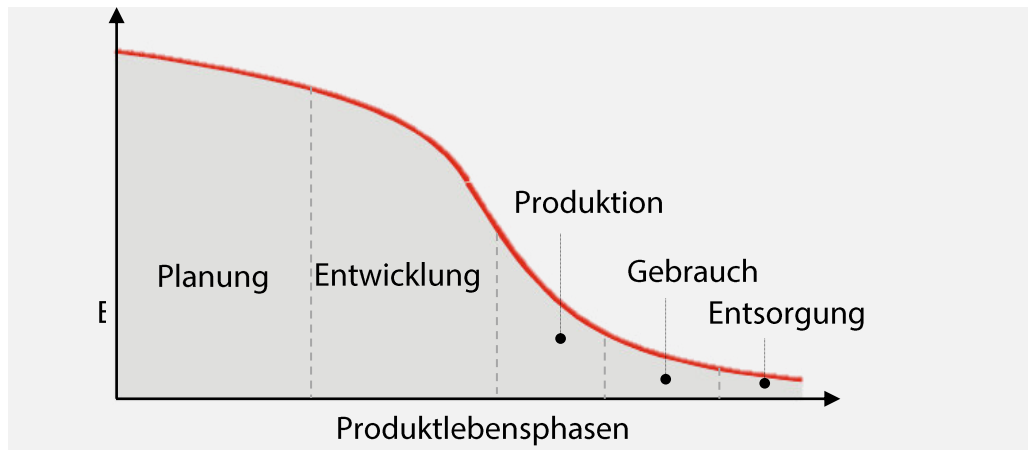 Produktion
Gebrauch
Planung
Entwicklung
Entsorgung
Produktlebensphasen